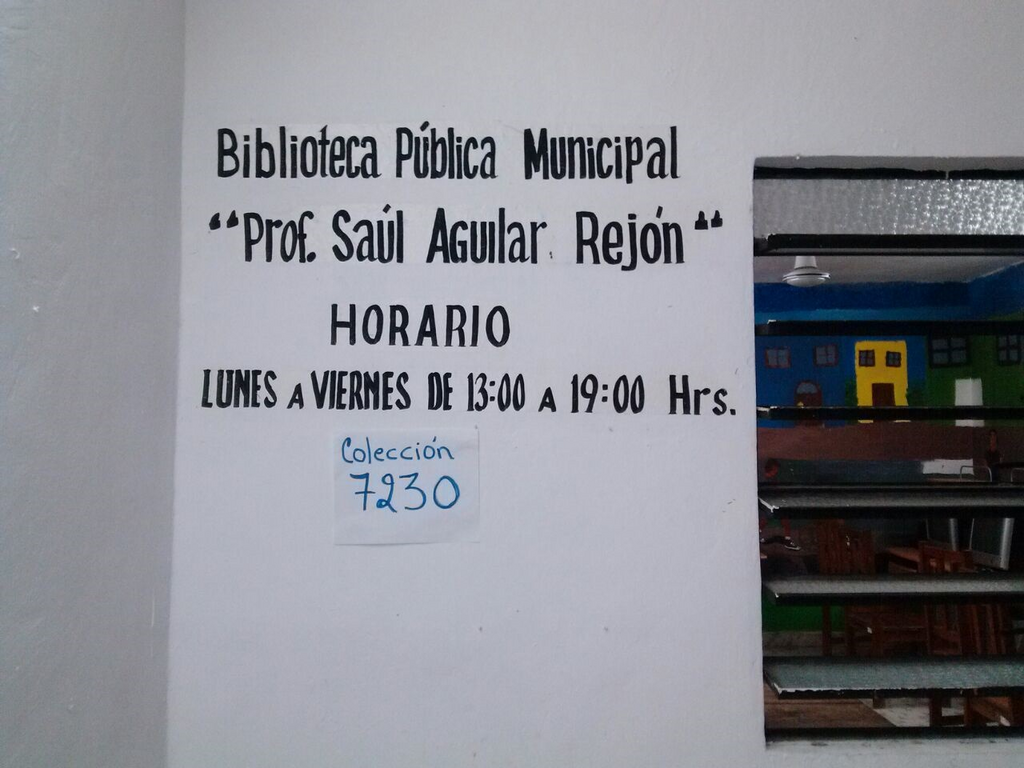 Biblioteca Pública Municipal
“Prof. Saúl Aguilar Rejón“
HORARIO
LUNES A VIERNES DE 13:00 A 19:00 Hrs.
Colección
7230